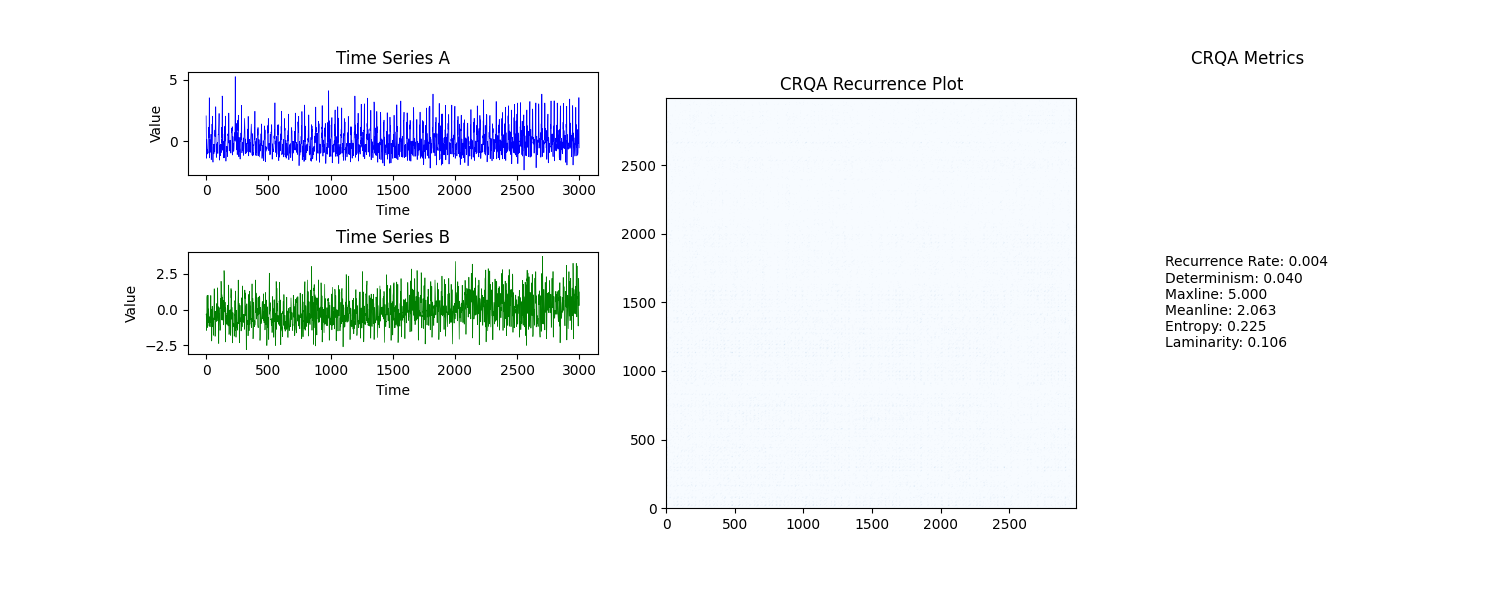 Time Series A
5
0
Value
0 500 1000 1500 2000 2500 3000
Time
Time Series B
2.5
0.0
−2.5
Value
0 500 1000 1500 2000 2500 3000
Time
CRQA Recurrence Plot
2500
2000
1500
1000
500
0
0 500 1000 1500 2000 2500
CRQA Metrics
Recurrence Rate: 0.004
Determinism: 0.040
Maxline: 5.000
Meanline: 2.063
Entropy: 0.225
Laminarity: 0.106